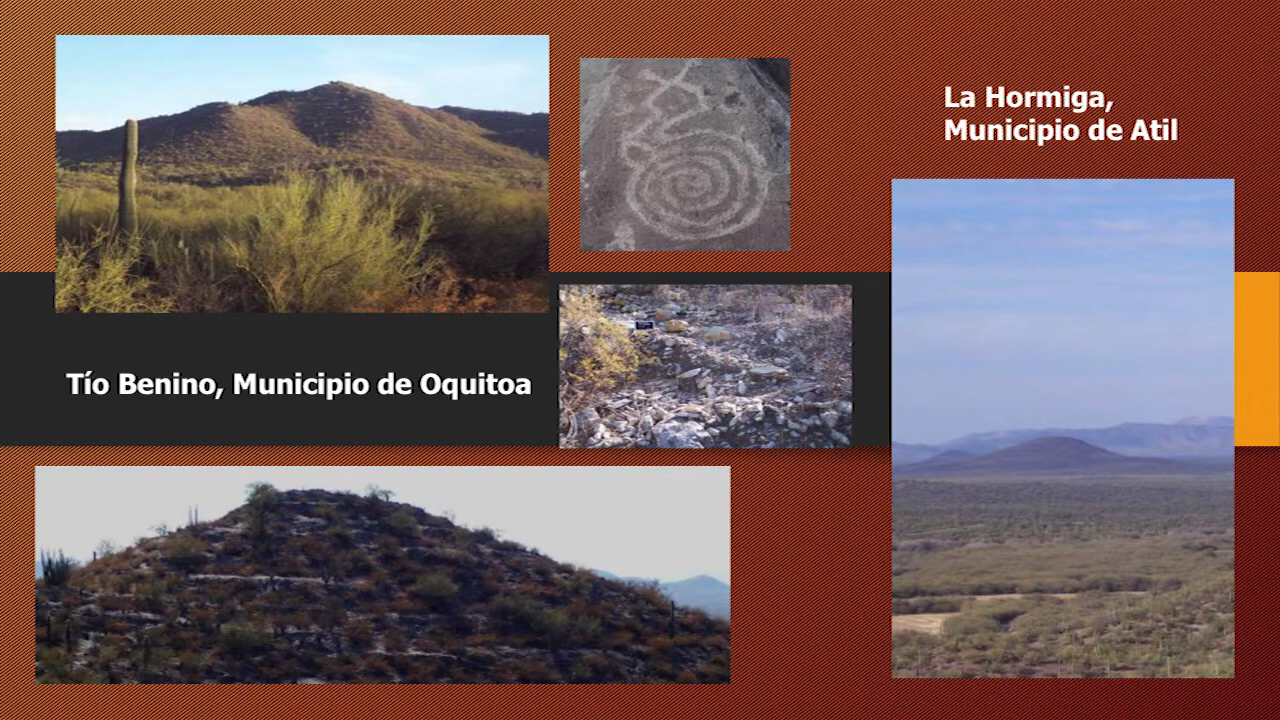 La Hormiga,
Municipio de Atil
Tío Benino, Municipio de Oquitoa